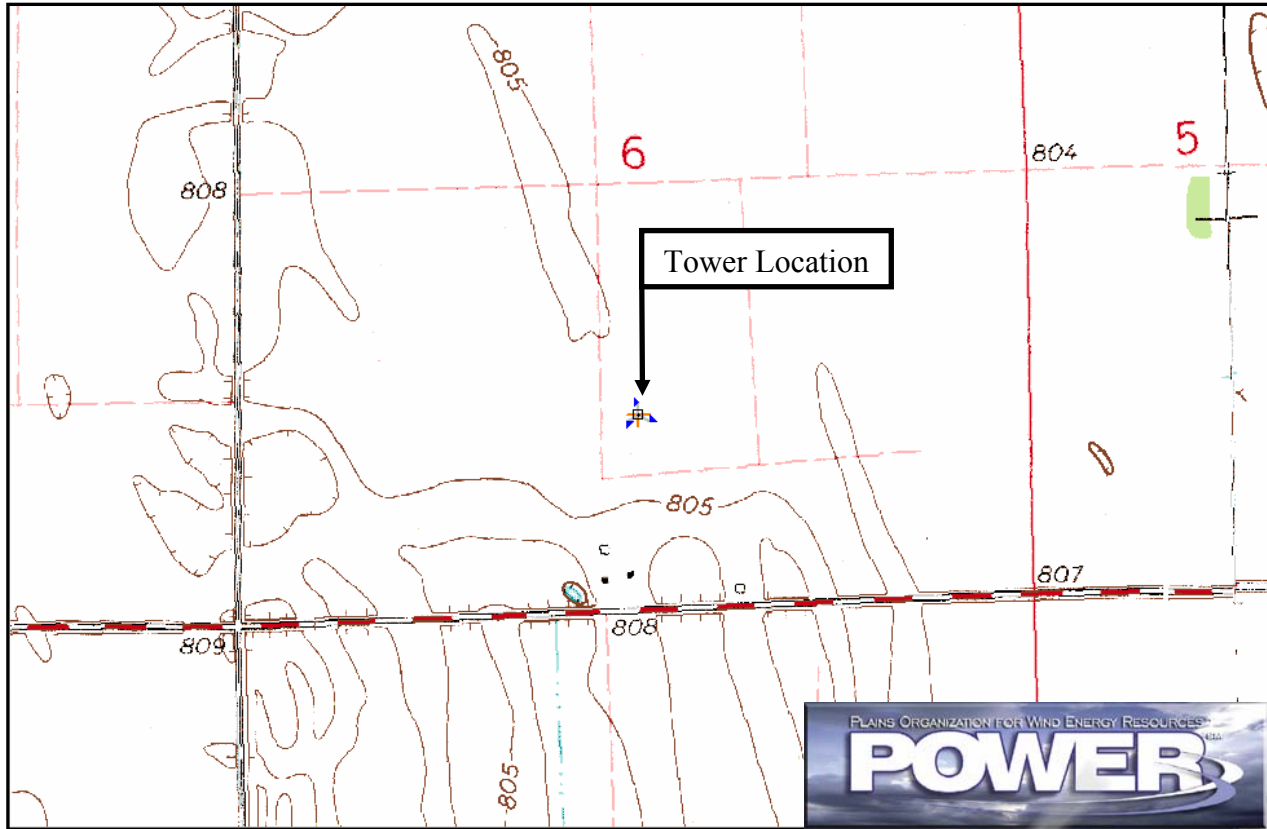 805
6
804
5
808
Tower Location
805
807
808
809
805
PLAINS ORGANIZATION FOR WIND ENERGY RESOURCES
POWER
SM